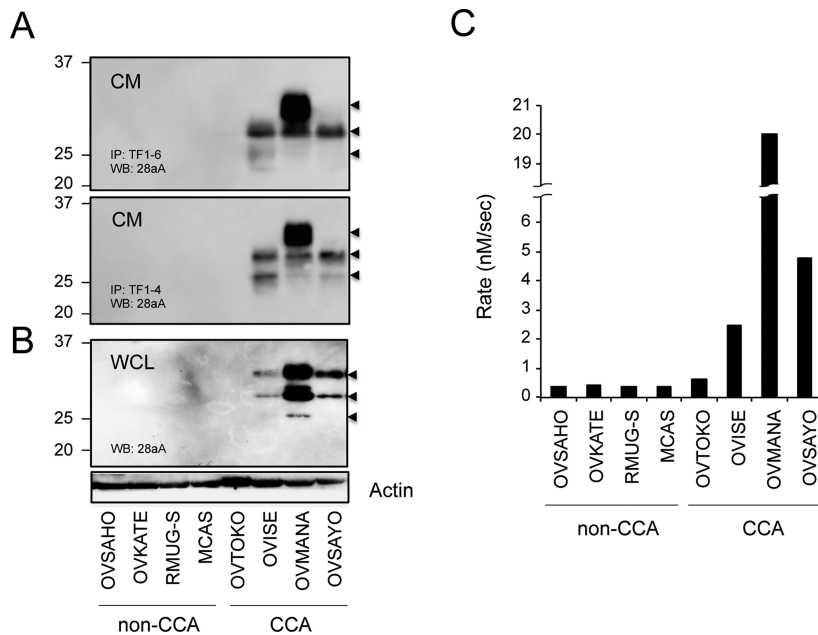 A
37
CM
25
IP: TF1-6
WB: 28aA
20
37
CM
25
IP: TF1-4
WB: 28aA
20
B
37
WCL
25
20
WB: 28aA
Actin
OVSAHO
OVKATE
RMUG-S
MCAS
OVTOKO
OVISE
OVMANA
OVSAYO
non-CCA
CCA
C
Rate (nM/sec)
21
20
19
6
5
4
3
2
1
0
OVSAHO
OVKATE
RMUG-S
MCAS
OVTOKO
OVISE
OVMANA
OVSAYO
non-CCA
CCA